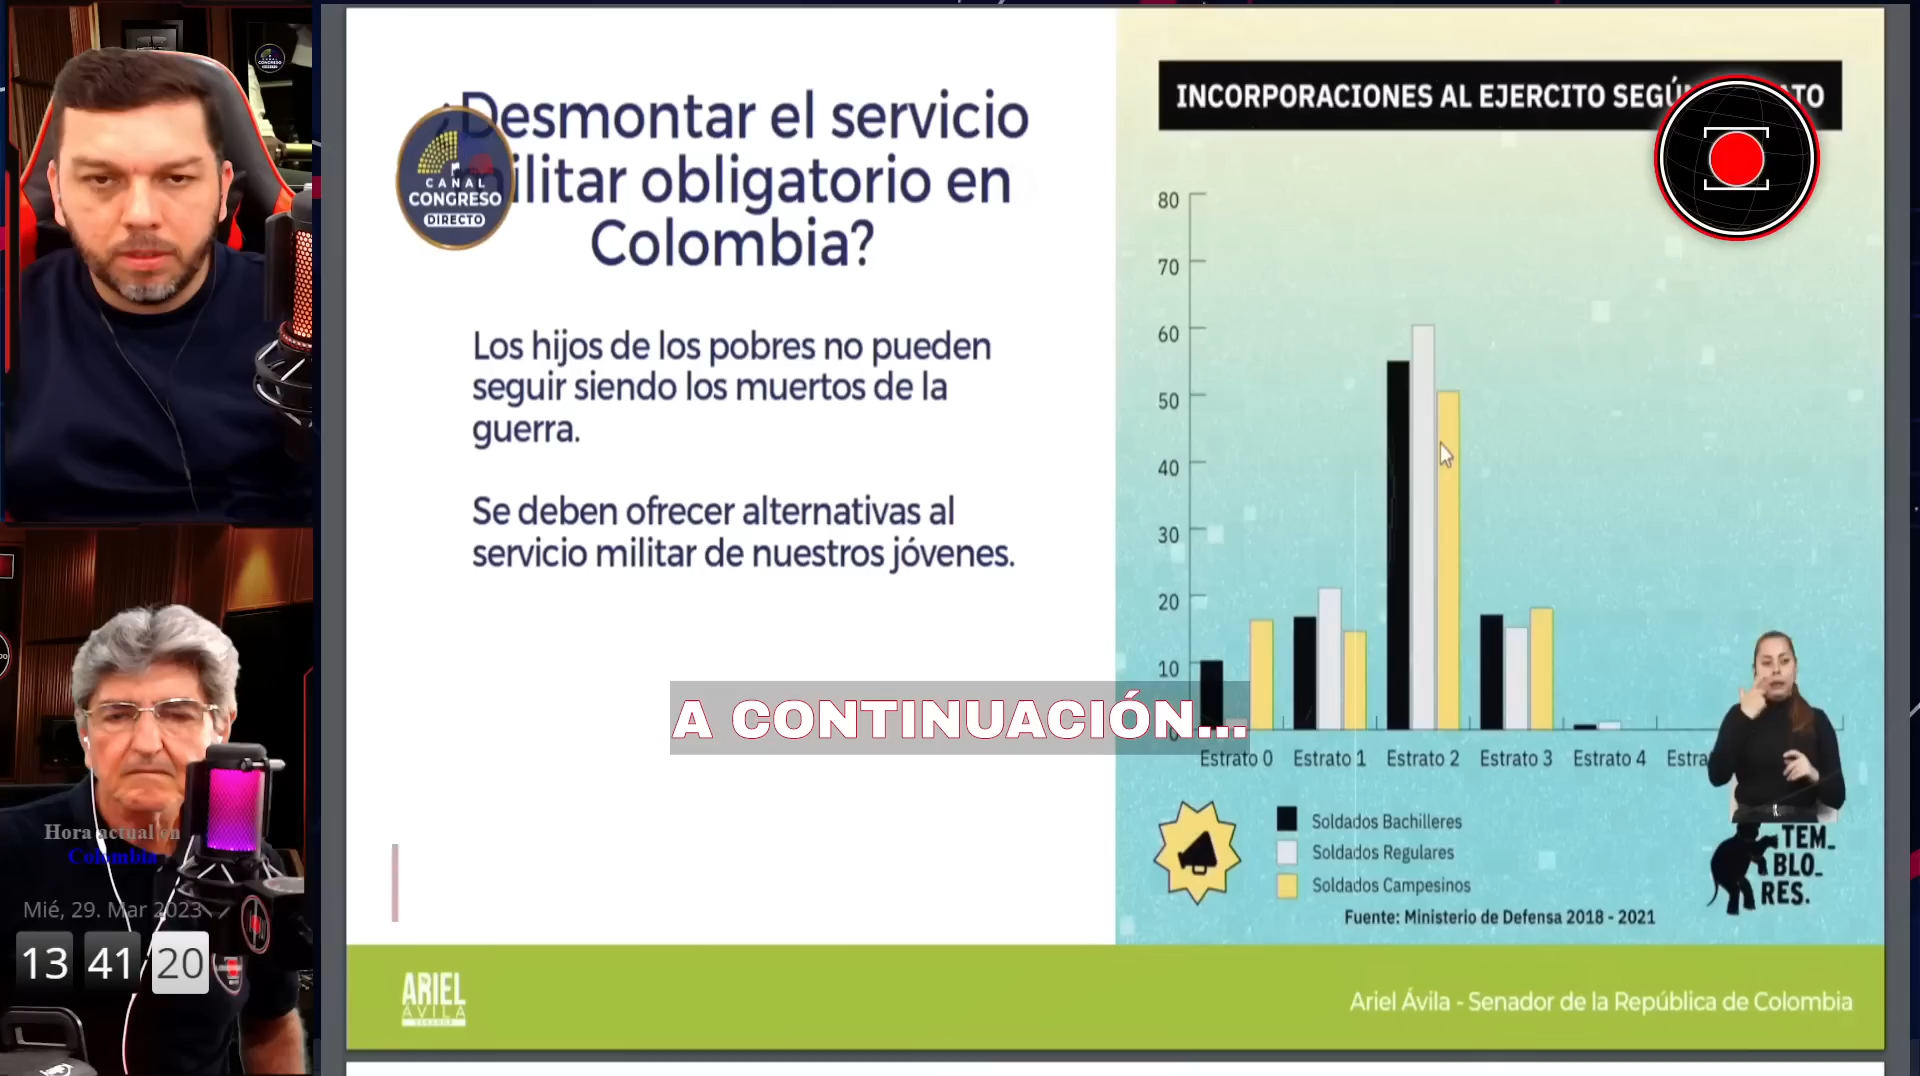 ¿Desmontar el servicio
militar obligatorio en
Colombia?
CANAL
CONGRESO
DIRECTO
Los hijos de los pobres no pueden
seguir siendo los muertos de la
guerra.
Se deben ofrecer alternativas al
servicio militar de nuestros jóvenes.
A CONTINUACIÓN...
INCORPORACIONES AL EJERCITO SEGÚ
TO
80
70
60
50
40
30
20
10
0
Estrato 0
Estrato 1
Estrato 2
Estrato 3
Estrato 4
Estra
Soldados Bachilleres
Soldados Regulares
Soldados Campesinos
Fuente: Ministerio de Defensa 2018 - 2021
TEM_
BLO_
RES.
Hora actual en
Colombia
Mié, 29. Mar 2023
13 41 20
ARIEL
ÁVILA
Ariel Ávila - Senador de la República de Colombia